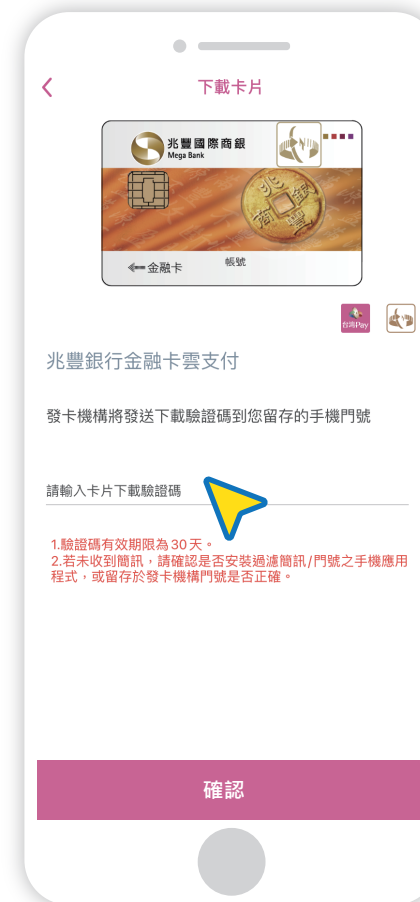 下載卡片
兆豐國際商銀
Mega Bank
兆豐商銀
金融卡
帳號
台灣Pay
兆豐銀行金融卡雲支付
發卡機構將發送下載驗證碼到您留存的手機門號
請輸入卡片下載驗證碼
1.驗證碼有效期限為30天。
2.若未收到簡訊，請確認是否安裝過濾簡訊/門號之手機應用
程式，或留存於發卡機構門號是否正確。
確認